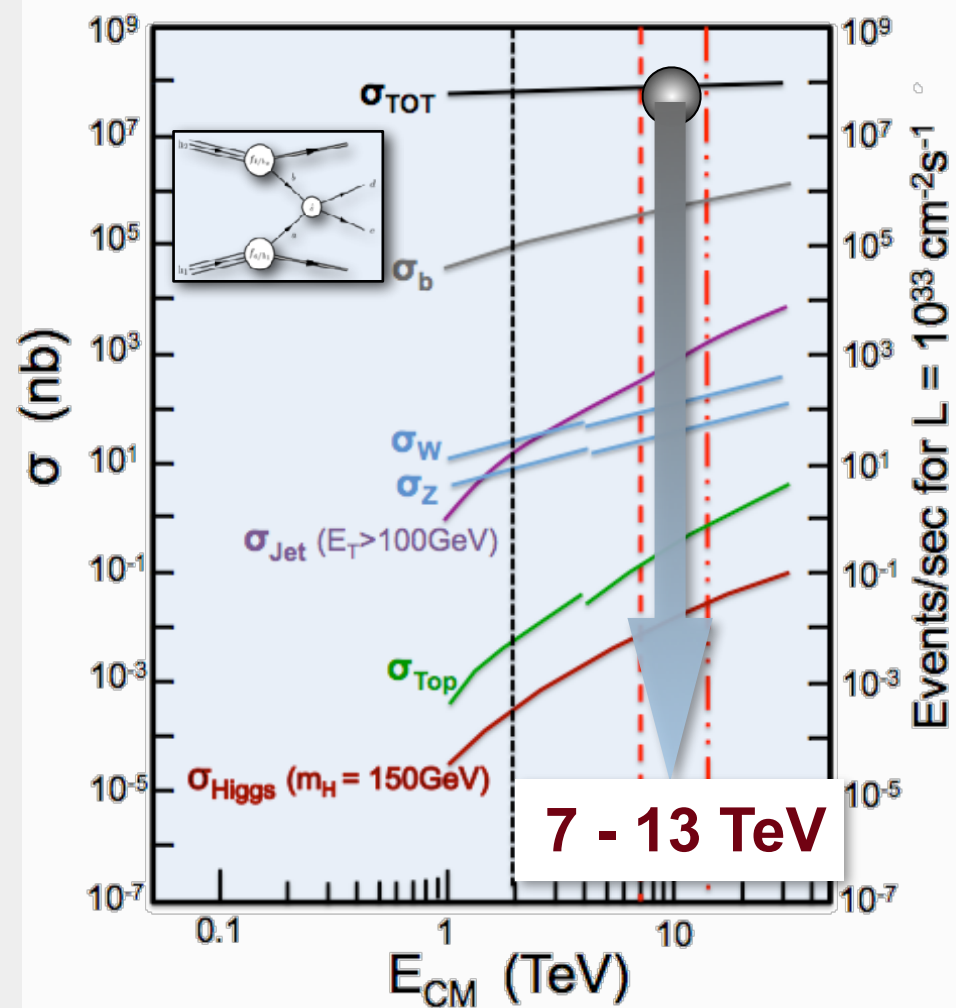 10⁹
10⁷
10⁵
10³
10¹
10⁻¹
10⁻³
10⁻⁵
10⁻⁷
σ (nb)
σTOT
σb
σW
σZ
σJet (ET>100GeV)
σTop
σHiggs (mH = 150GeV)
7 - 13 TeV
0.1 1 10
ECM (TeV)
10⁹
10⁷
10⁵
10³
10¹
10⁻¹
10⁻³
10⁻⁵
10⁻⁷
Events/sec for L = 10³³ cm-2s-1